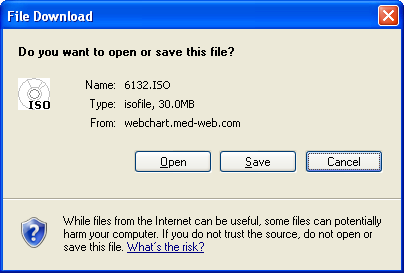 File Download
Do you want to open or save this file?
ISO
Name: 6132.ISO
Type: isofile, 30.0MB
From: webchart.med-web.com
Open Save Cancel
While files from the Internet can be useful, some files can potentially
harm your computer. If you do not trust the source, do not open or
save this file. What's the risk?